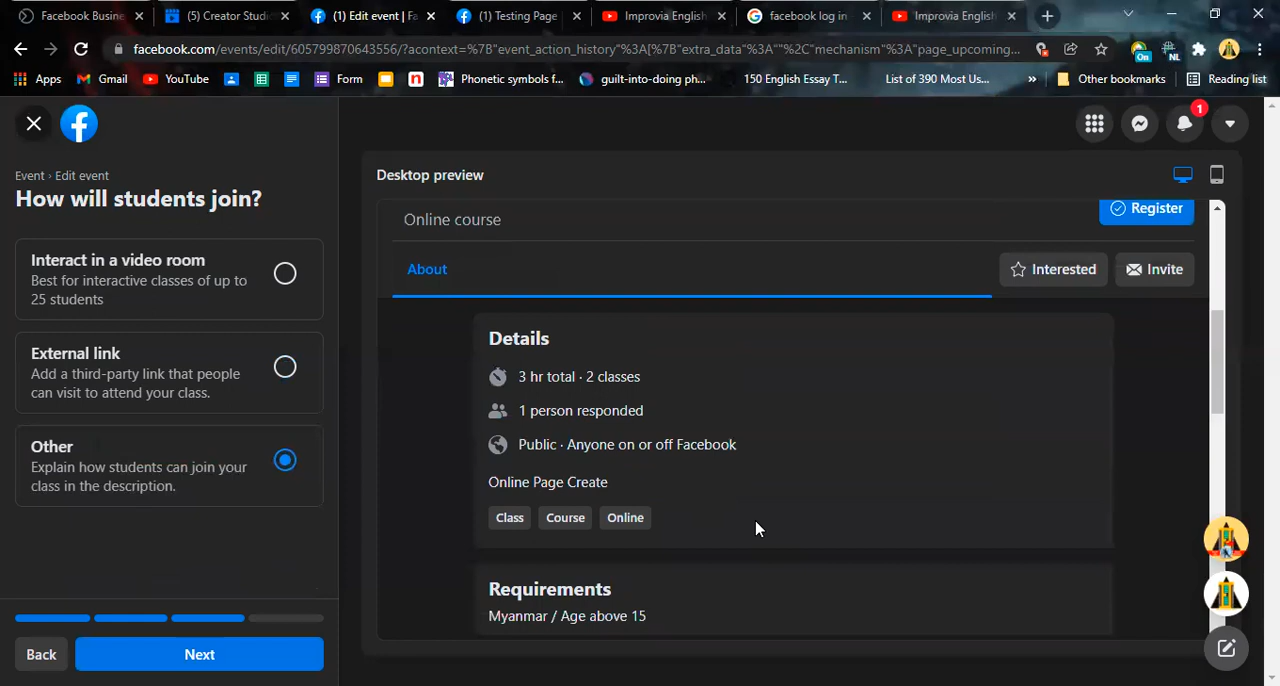 Facebook Busine
(5) Creator Studi
(1) Edit event | Fa
(1) Testing Page
Improvia English
facebook log in
Improvia English
facebook.com/events/edit/605799870643556/?acontext=%7B"event_action_history"%3A[%7B"extra_data"%3A""%2C"mechanism"%3A"page_upcoming...
On
NL
Apps
Gmail
YouTube
Form
n
Phonetic symbols f...
guilt-into-doing ph...
150 English Essay T...
List of 390 Most Us...
»
Other bookmarks
Reading list
1
Event › Edit event
How will students join?
Interact in a video room
Best for interactive classes of up to
25 students
External link
Add a third-party link that people
can visit to attend your class.
Other
Explain how students can join your
class in the description.
Back
Next
Desktop preview
Online course
Register
About
Interested
Invite
Details
3 hr total · 2 classes
1 person responded
Public · Anyone on or off Facebook
Online Page Create
Class
Course
Online
Requirements
Myanmar / Age above 15